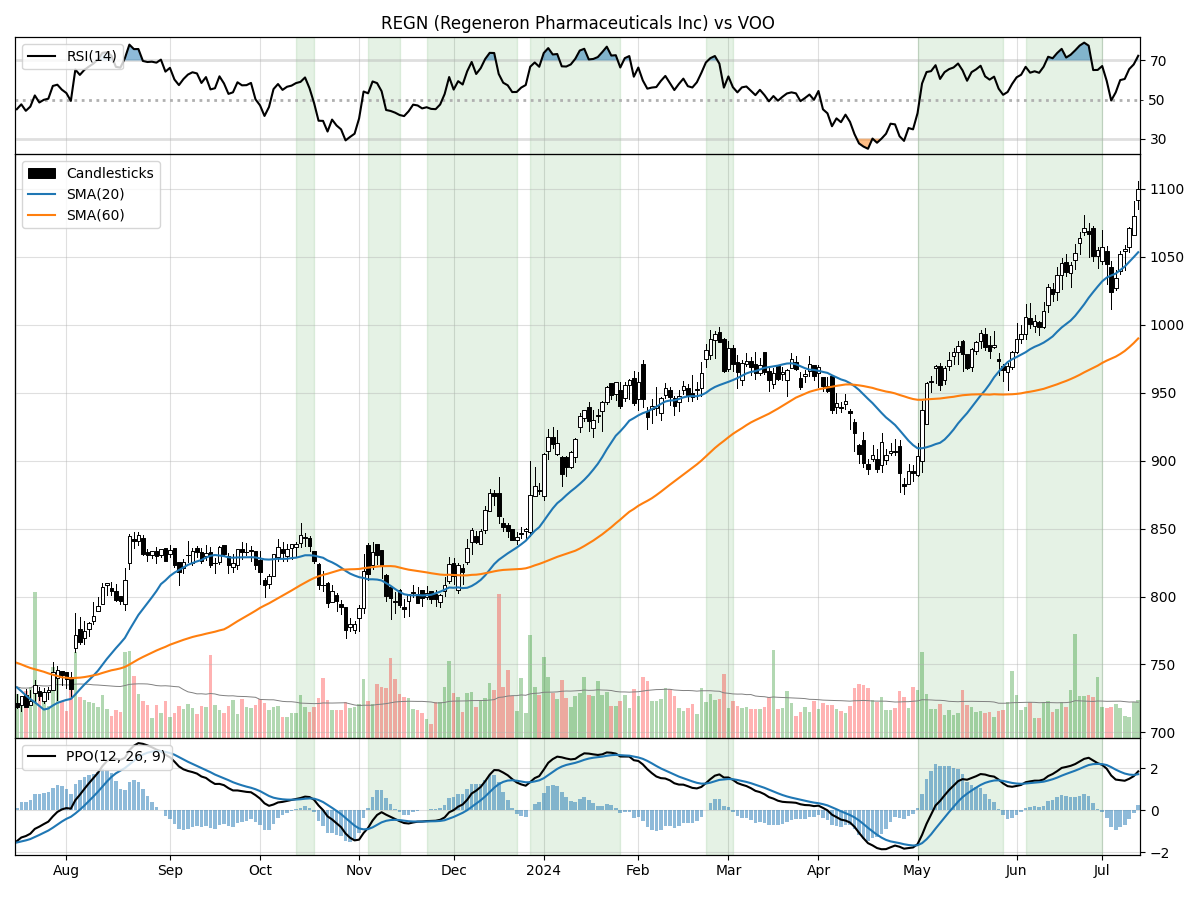 REGN (Regeneron Pharmaceuticals Inc) vs VOO
RSI(14)
70
50
30
Candlesticks
SMA(20)
SMA(60)
1100
1050
1000
950
900
850
800
750
700
PPO(12, 26, 9)
2
0
−2
Aug Sep Oct Nov Dec 2024 Feb Mar Apr May Jun Jul